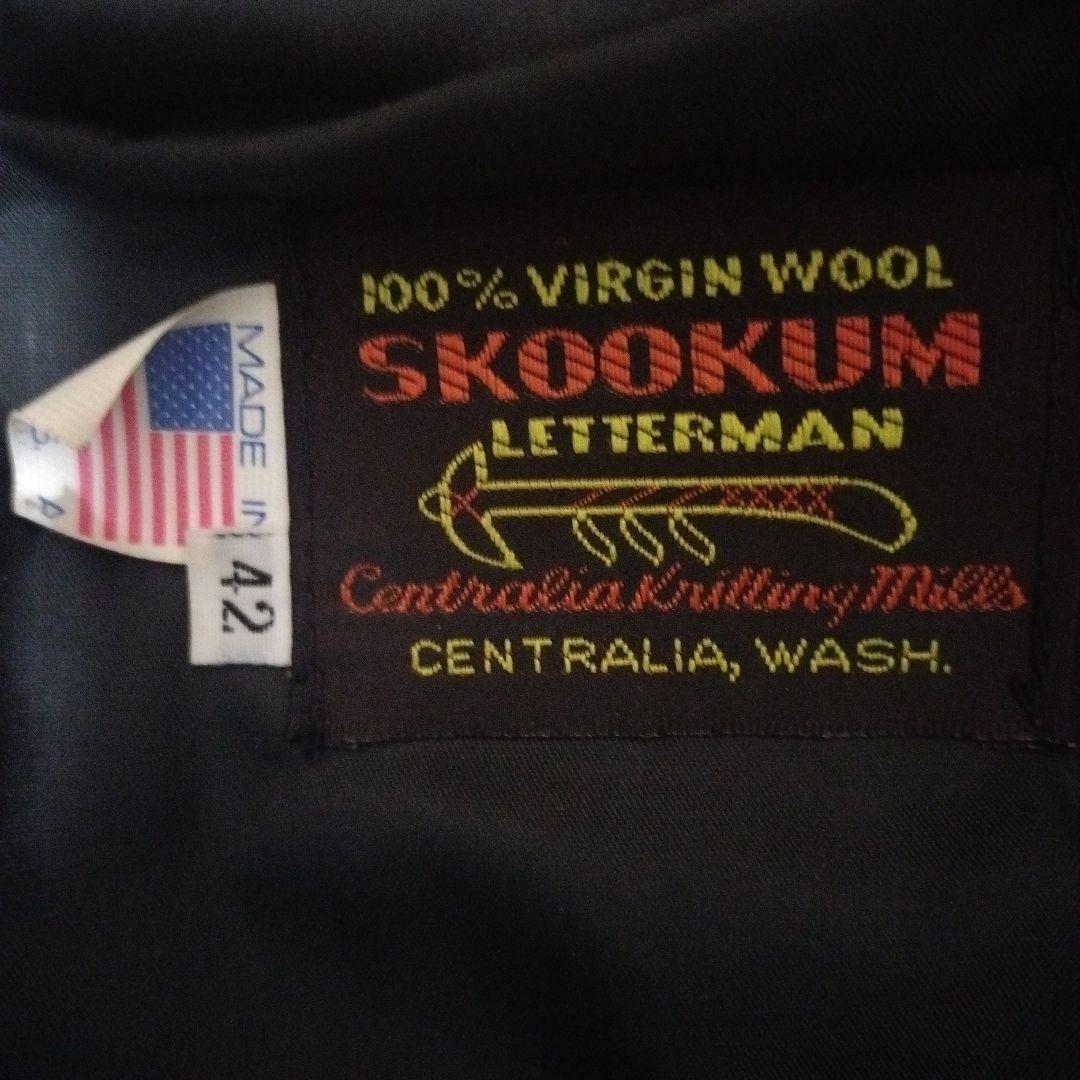 100% VIRGIN WOOL
SKOOKUM
LETTERMAN
Centralia Knitting Mills
CENTRALIA, WASH.
MADE IN
42